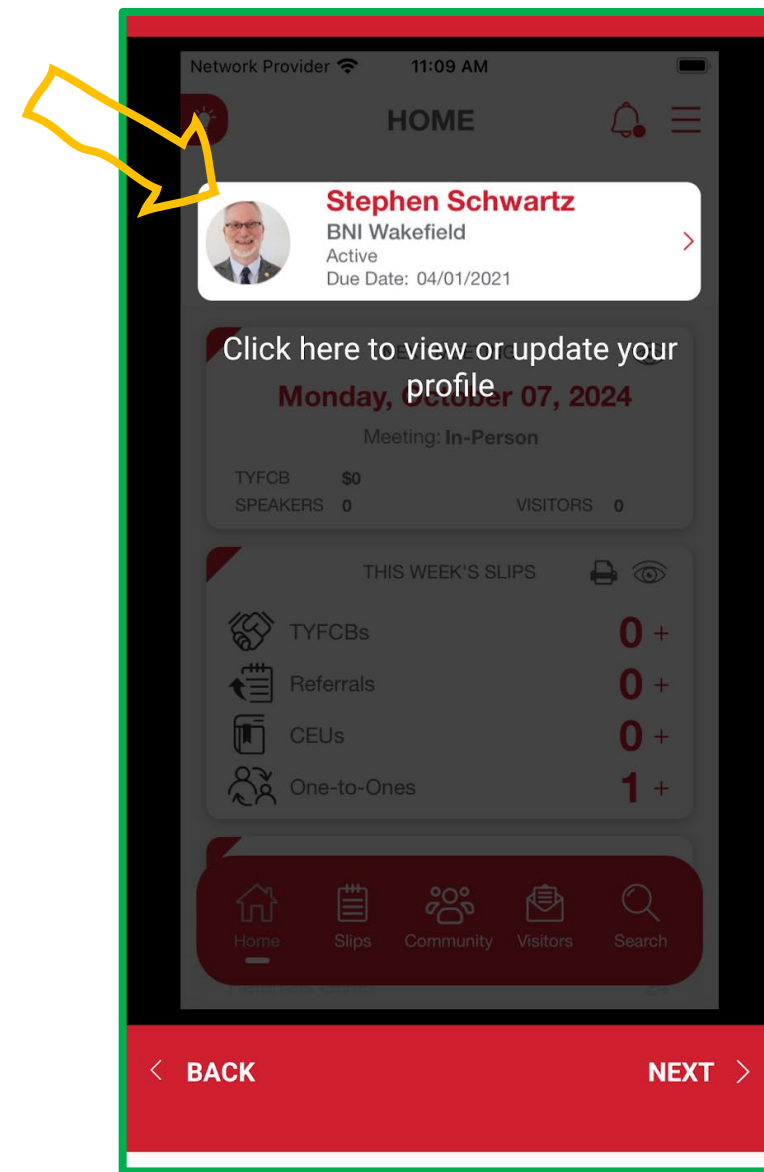 Network Provider 11:09 AM
HOME
Stephen Schwartz
BNI Wakefield
Active
Due Date: 04/01/2021
Click here to view or update your
profile
NEXT MEETING
Monday, October 07, 2024
Meeting: In-Person
TYFCB $0
SPEAKERS 0 VISITORS 0
THIS WEEK'S SLIPS
TYFCBs 0 +
Referrals 0 +
CEUs 0 +
One-to-Ones 1 +
Home Slips Community Visitors Search
< BACK NEXT >